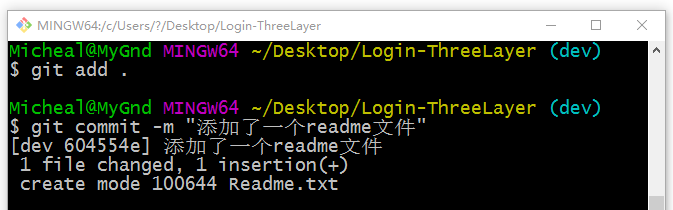 MINGW64:/c/Users/?/Desktop/Login-ThreeLayer
Micheal@MyGnd MINGW64 ~/Desktop/Login-ThreeLayer (dev)
$ git add .
Micheal@MyGnd MINGW64 ~/Desktop/Login-ThreeLayer (dev)
$ git commit -m "添加了一个readme文件"
[dev 604554e] 添加了一个readme文件
1 file changed, 1 insertion(+)
create mode 100644 Readme.txt